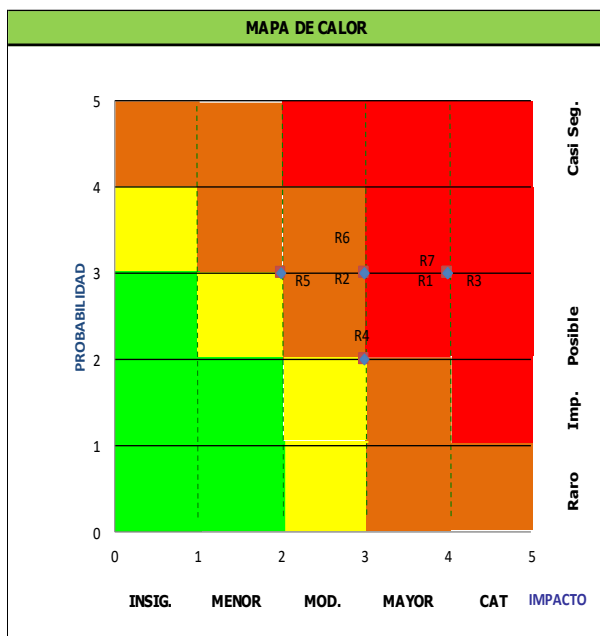 MAPA DE CALOR
5
4
3
2
1
0
PROBABILIDAD
R6
R7
R5
R2
R1
R3
R4
Casi Seg.
Posible
Imp.
Raro
0 1 2 3 4 5
INSIG. MENOR MOD. MAYOR CAT IMPACTO